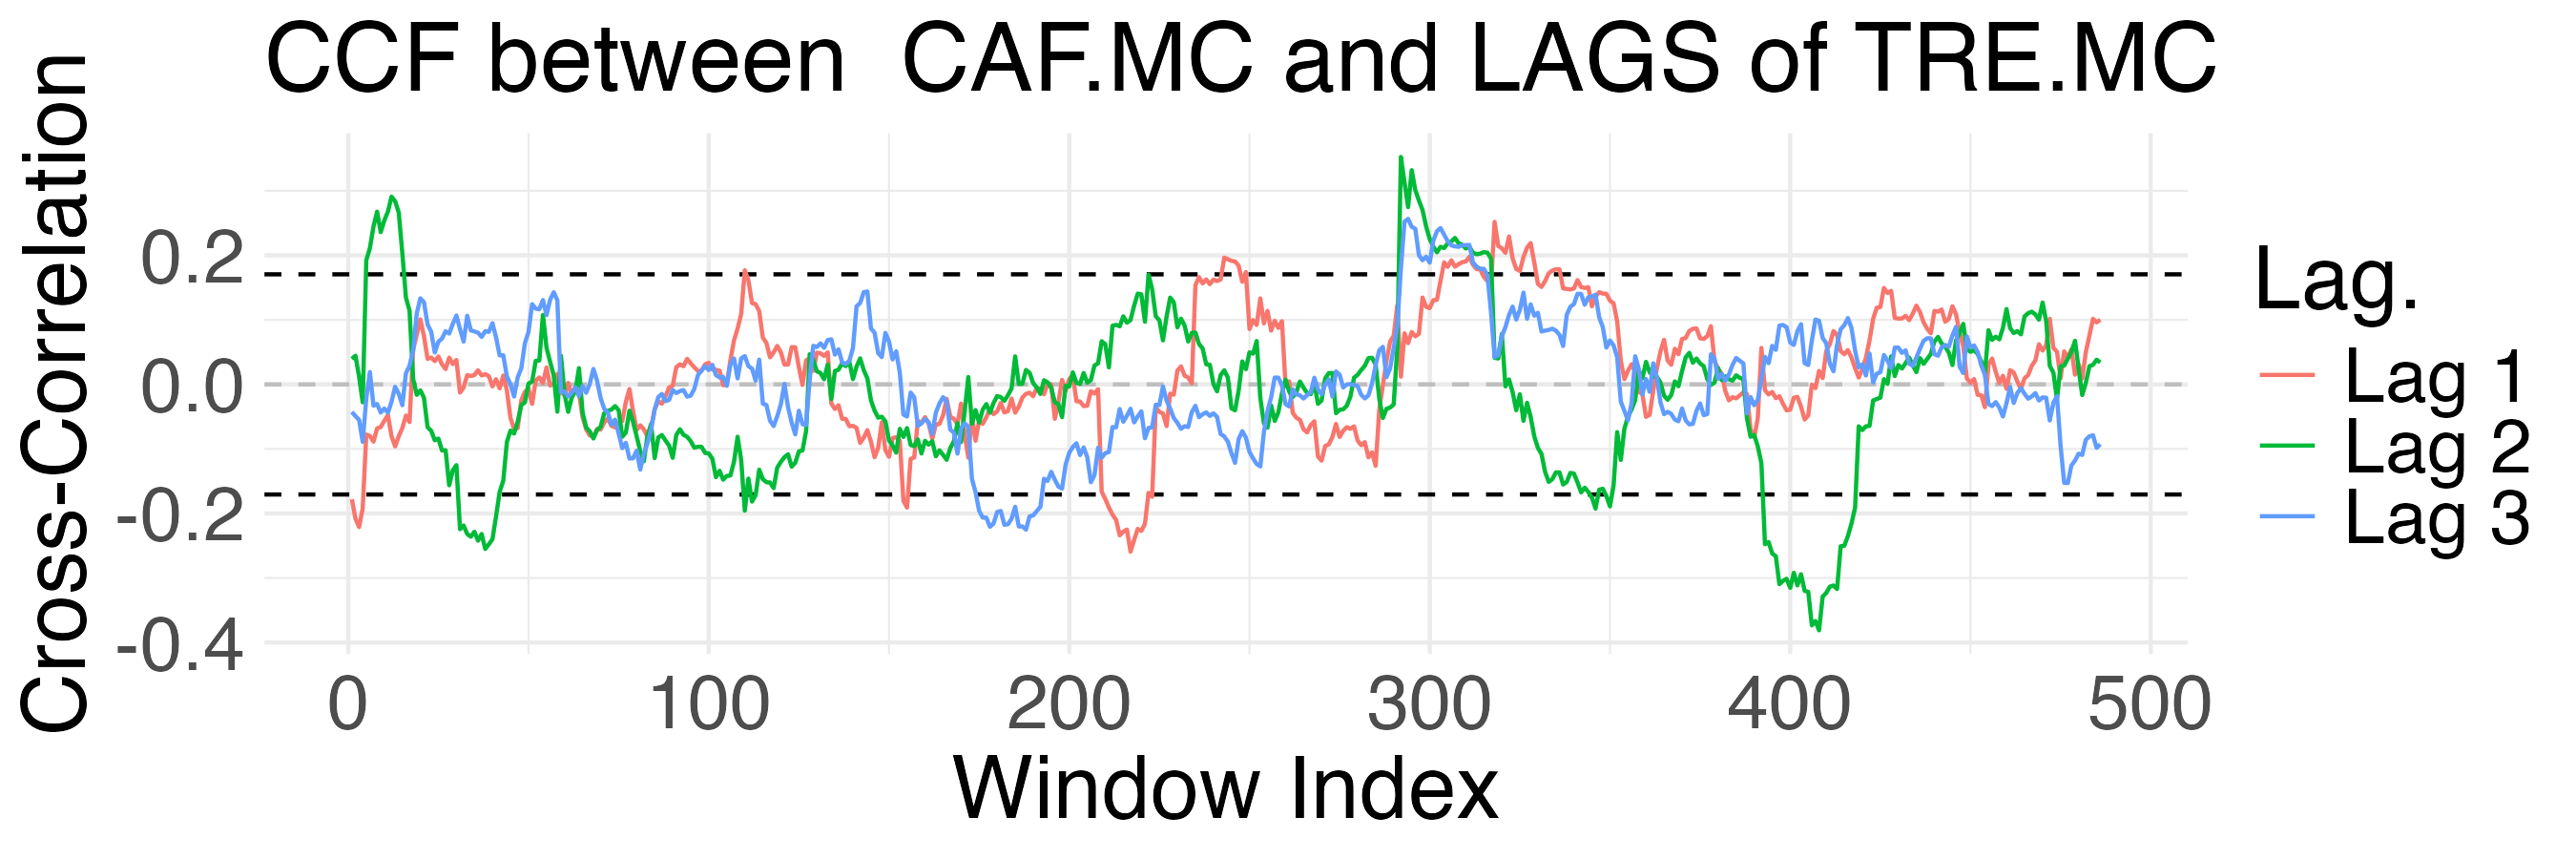 CCF between  CAF.MC and LAGS of TRE.MC
Cross-Correlation
0.2
0.0
-0.2
-0.4
0 100 200 300 400 500
Window Index
Lag.
Lag 1
Lag 2
Lag 3